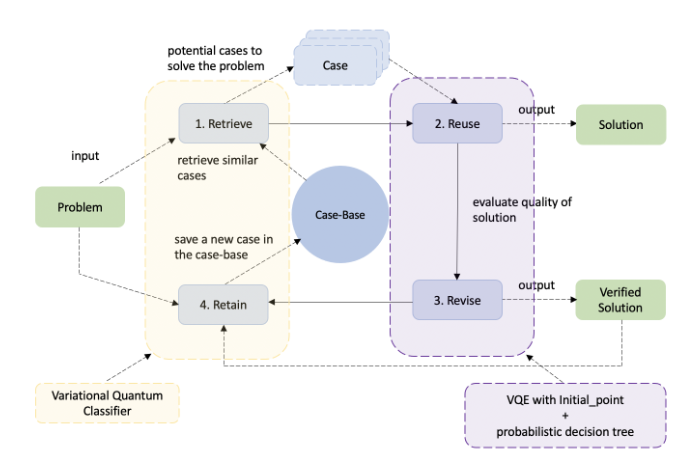 potential cases to
solve the problem
Case
1. Retrieve
2. Reuse
output
Solution
input
retrieve similar
cases
Problem
Case-Base
evaluate quality of
solution
save a new case in
the case-base
4. Retain
3. Revise
output
Verified
Solution
Variational Quantum
Classifier
VQE with Initial_point
+
probabilistic decision tree